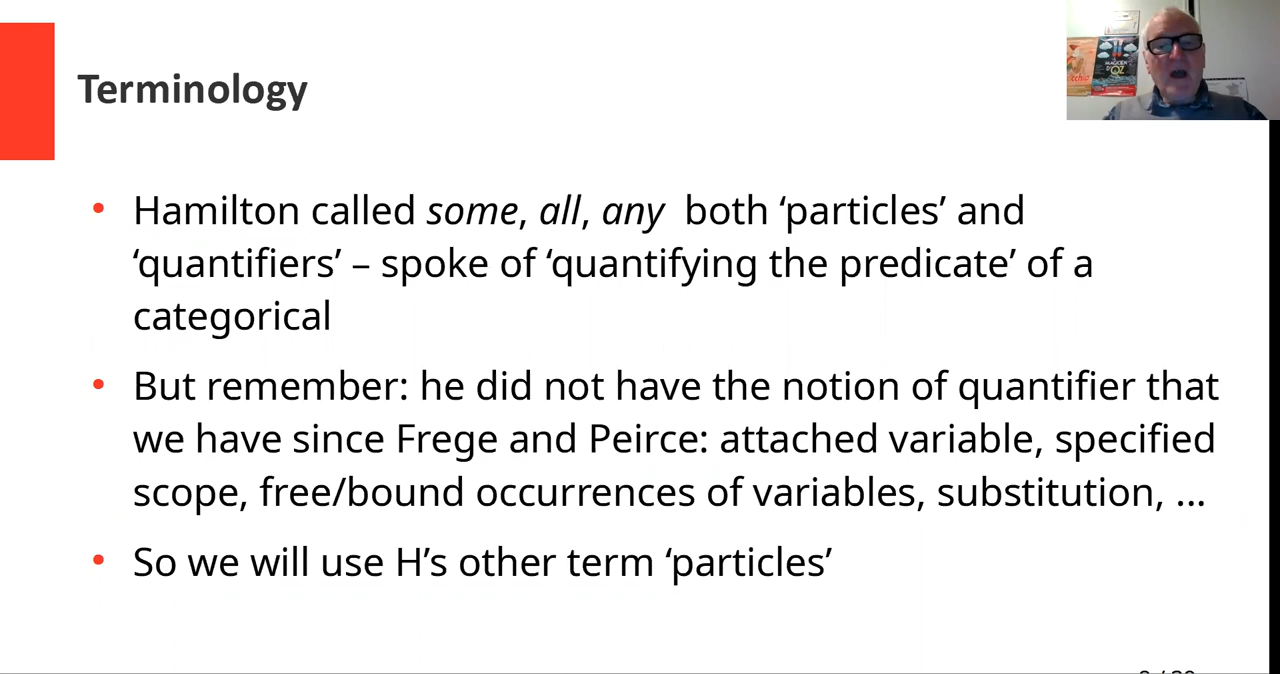 Terminology
MAGICIEN
D'OZ
• Hamilton called some, all, any both ‘particles’ and
‘quantifiers’ – spoke of ‘quantifying the predicate’ of a
categorical
• But remember: he did not have the notion of quantifier that
we have since Frege and Peirce: attached variable, specified
scope, free/bound occurrences of variables, substitution, ...
• So we will use H’s other term ‘particles’